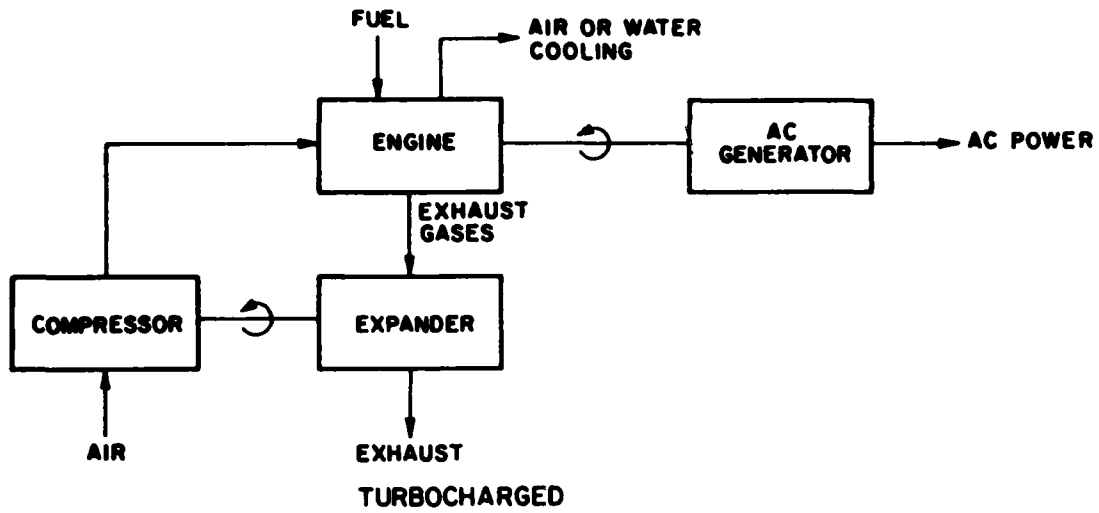 FUEL
AIR OR WATER
COOLING
ENGINE
AC
GENERATOR
AC POWER
EXHAUST
GASES
COMPRESSOR
EXPANDER
AIR
EXHAUST
TURBOCHARGED